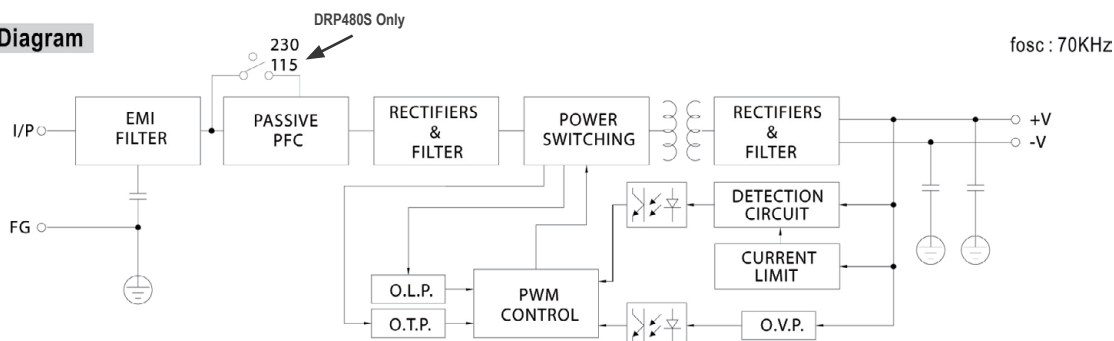 DRP480S Only
Diagram
230
115
fosc : 70KHz
I/P
EMI
FILTER
PASSIVE
PFC
RECTIFIERS
&
FILTER
POWER
SWITCHING
RECTIFIERS
&
FILTER
+V
-V
FG
DETECTION
CIRCUIT
CURRENT
LIMIT
O.L.P.
O.T.P.
PWM
CONTROL
O.V.P.